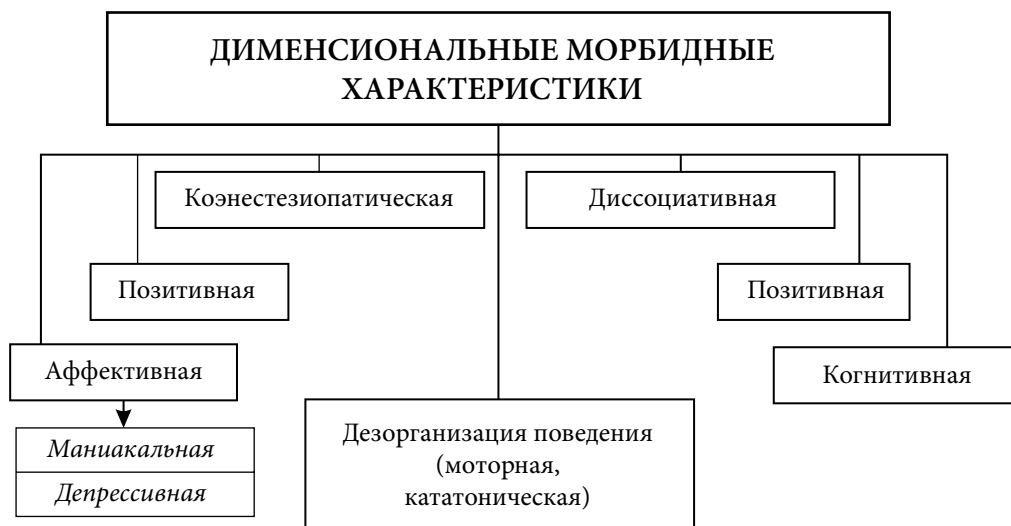 ДИМЕНСИОНАЛЬНЫЕ МОРБИДНЫЕ
ХАРАКТЕРИСТИКИ
Коэнестезиопатическая
Диссоциативная
Позитивная
Позитивная
Аффективная
Когнитивная
Маниакальная
Депрессивная
Дезорганизация поведения
(моторная,
кататоническая)